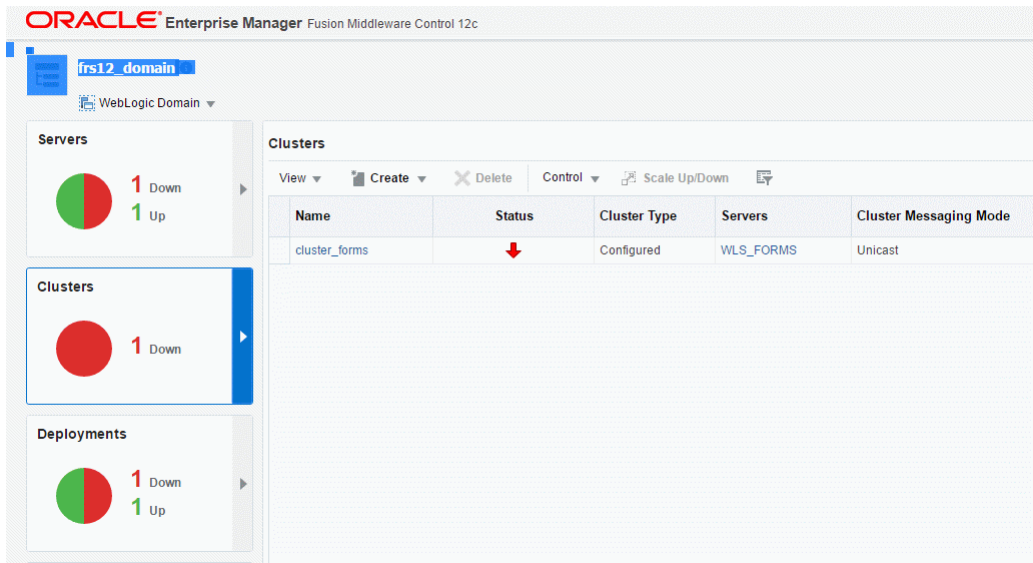 ORACLE Enterprise Manager Fusion Middleware Control 12c
frs12_domain
WebLogic Domain
Servers
1 Down
1 Up
Clusters
1 Down
Deployments
1 Down
1 Up
Clusters
View Create Delete Control Scale Up/Down
Name Status Cluster Type Servers Cluster Messaging Mode
cluster_forms Configured WLS_FORMS Unicast